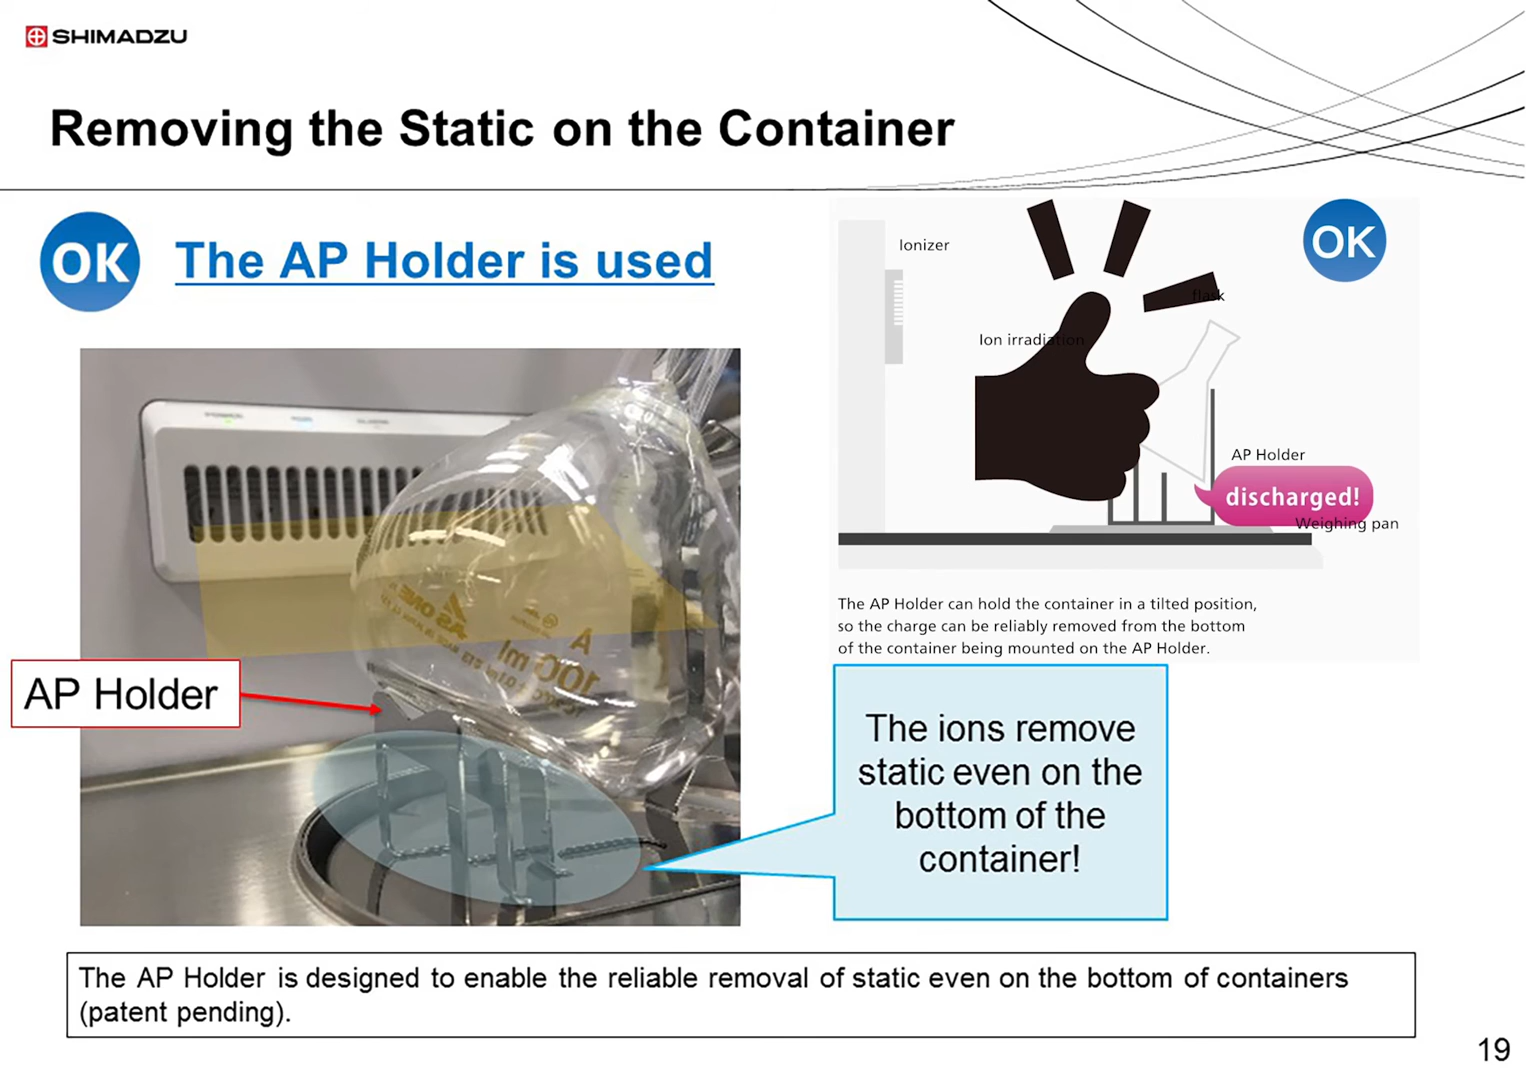 SHIMADZU
Removing the Static on the Container
OK
The AP Holder is used
AP Holder
A
100 ml
AS ONE
Ionizer
OK
flask
Ion irradiation
AP Holder
discharged!
Weighing pan
The AP Holder can hold the container in a tilted position,
so the charge can be reliably removed from the bottom
of the container being mounted on the AP Holder.
The ions remove
static even on the
bottom of the
container!
The AP Holder is designed to enable the reliable removal of static even on the bottom of containers
(patent pending).
19